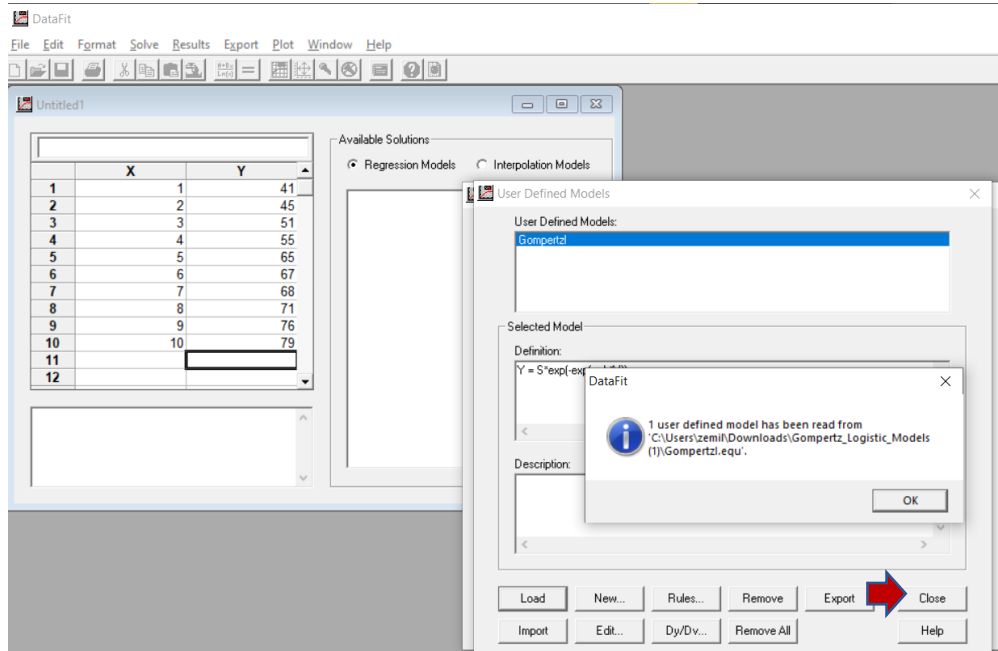 DataFit
File Edit Format Solve Results Export Plot Window Help
Untitled1
Available Solutions
Regression Models Interpolation Models
X Y
1 1 41
2 2 45
3 3 51
4 4 55
5 5 65
6 6 67
7 7 68
8 8 71
9 9 76
10 10 79
11
12
User Defined Models
User Defined Models:
Gompertzl
Selected Model
Definition:
Y = S*exp(-exp(
DataFit
1 user defined model has been read from
'C:\Users\zemil\Downloads\Gompertz_Logistic_Models
(1)\Gompertzl.equ'.
OK
Description:
Load New... Rules... Remove Export Close
Import Edit... Dy/Dv... Remove All Help